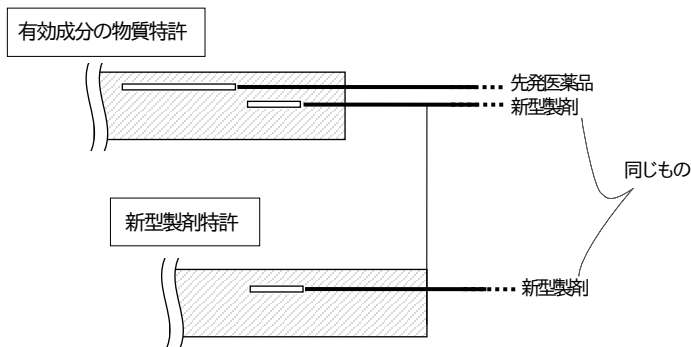 有効成分の物質特許
先発医薬品
新型製剤
同じもの
新型製剤特許
新型製剤